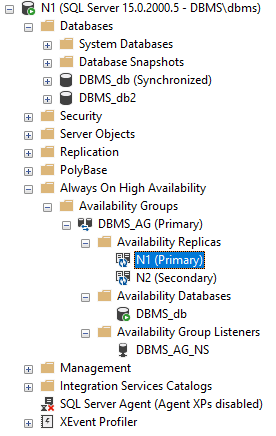 N1 (SQL Server 15.0.2000.5 - DBMS\dbms)
Databases
System Databases
Database Snapshots
DBMS_db (Synchronized)
DBMS_db2
Security
Server Objects
Replication
PolyBase
Always On High Availability
Availability Groups
DBMS_AG (Primary)
Availability Replicas
N1 (Primary)
N2 (Secondary)
Availability Databases
DBMS_db
Availability Group Listeners
DBMS_AG_NS
Management
Integration Services Catalogs
SQL Server Agent (Agent XPs disabled)
XEvent Profiler